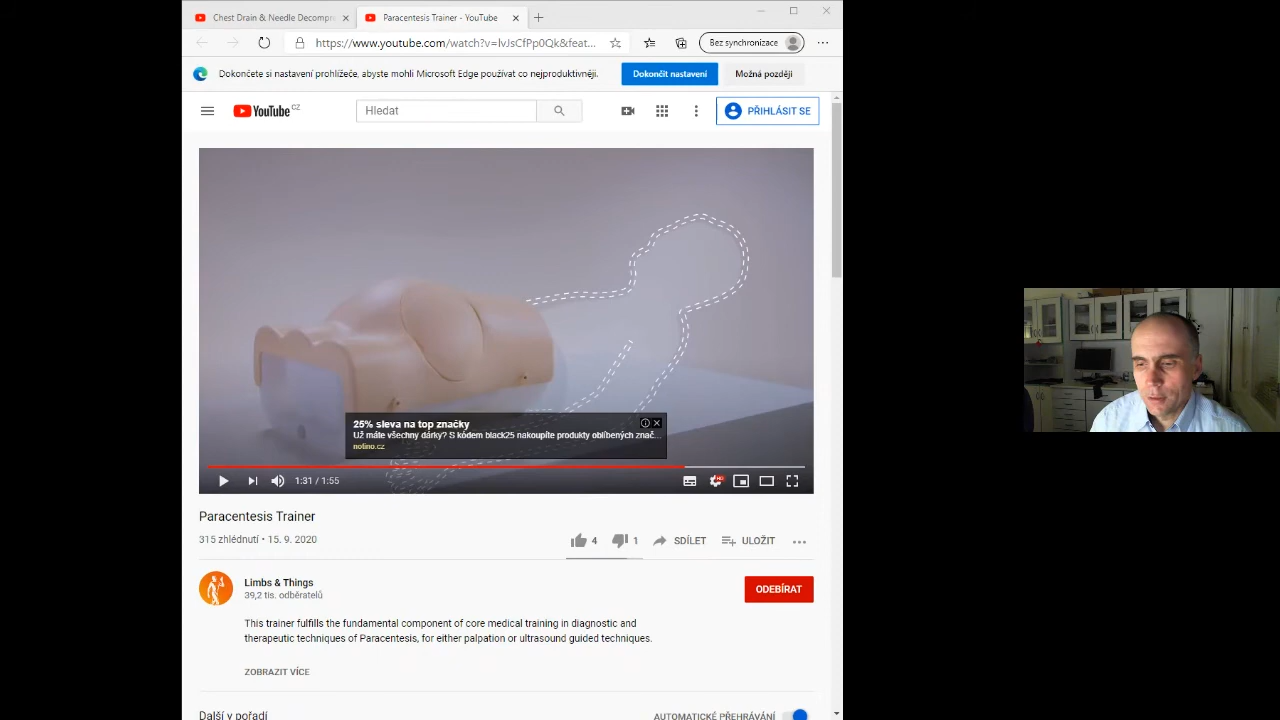 Chest Drain & Needle Decompre
Paracentesis Trainer - YouTube
https://www.youtube.com/watch?v=lvJsCfPp0Qk&feat...
Bez synchronizace
Dokončete si nastavení prohlížeče, abyste mohli Microsoft Edge používat co nejproduktivněji.
Dokončit nastavení
Možná později
YouTube CZ
Hledat
PŘIHLÁSIT SE
25% sleva na top značky
Už máte všechny dárky? S kódem black25 nakoupíte produkty oblíbených znač...
notino.cz
1:31 / 1:55
HD
Paracentesis Trainer
315 zhlédnutí • 15. 9. 2020
4
1
SDÍLET
ULOŽIT
Limbs & Things
39,2 tis. odběratelů
ODEBÍRAT
This trainer fulfills the fundamental component of core medical training in diagnostic and
therapeutic techniques of Paracentesis, for either palpation or ultrasound guided techniques.
ZOBRAZIT VÍCE
Další v pořadí
AUTOMATICKÉ PŘEHRÁVÁNÍ